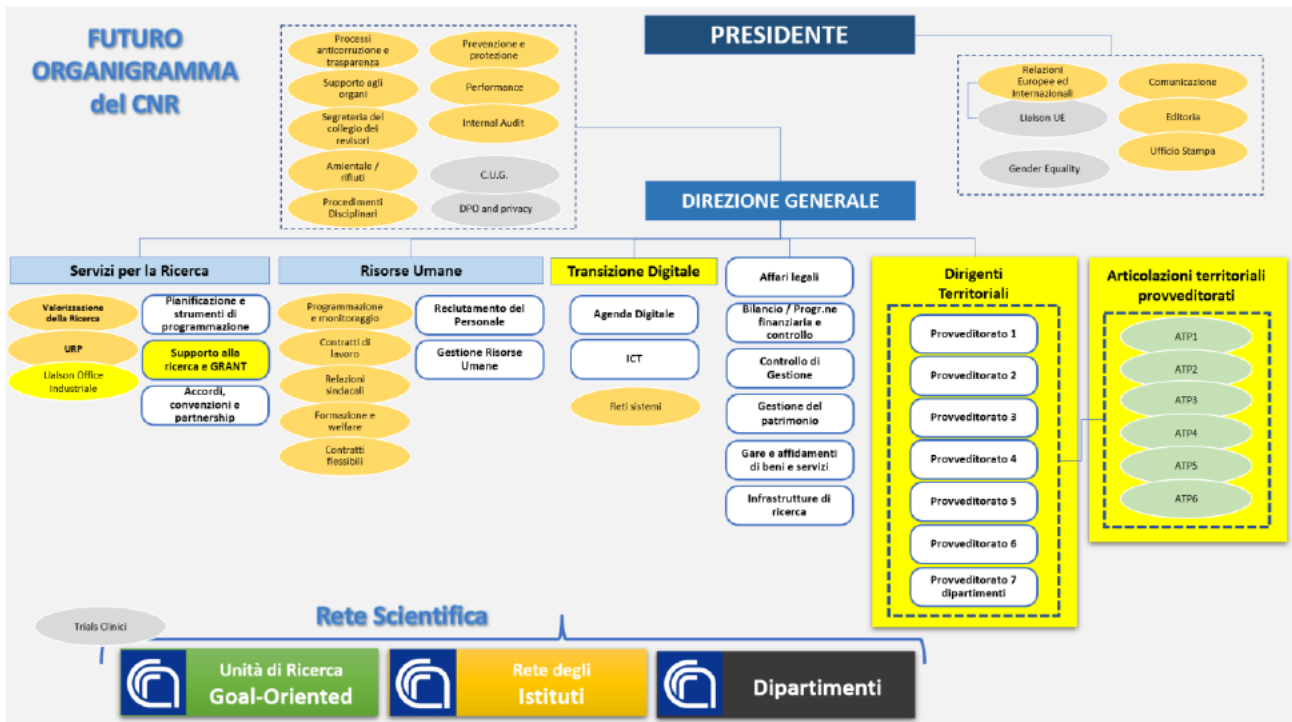 FUTURO
ORGANIGRAMMA
del CNR
Processi
anticorruzione e
trasparenza
Supporto agli
organi
Segreteria del
collegio dei
revisori
Amientale /
rifiuti
Procedimenti
Disciplinari
Prevenzione e
protezione
Performance
Internal Audit
C.U.G.
DPO and privacy
PRESIDENTE
Relazioni
Europee ed
Internazionali
Liaison UE
Gender Equality
Comunicazione
Editoria
Ufficio Stampa
DIREZIONE GENERALE
Servizi per la Ricerca
Valorizzazione
della Ricerca
URP
Liaison Office
Industriale
Pianificazione e
strumenti di
programmazione
Supporto alla
ricerca e GRANT
Accordi,
convenzioni e
partnership
Risorse Umane
Programmazione
e monitoraggio
Contratti di
lavoro
Relazioni
sindacali
Formazione e
welfare
Contratti
flessibili
Reclutamento del
Personale
Gestione Risorse
Umane
Transizione Digitale
Agenda Digitale
ICT
Reti sistemi
Affari legali
Bilancio / Progr.ne
finanziaria e
controllo
Controllo di
Gestione
Gestione del
patrimonio
Gare e affidamenti
di beni e servizi
Infrastrutture di
ricerca
Dirigenti
Territoriali
Provveditorato 1
Provveditorato 2
Provveditorato 3
Provveditorato 4
Provveditorato 5
Provveditorato 6
Provveditorato 7
dipartimenti
Articolazioni territoriali
provveditorati
ATP1
ATP2
ATP3
ATP4
ATP5
ATP6
Rete Scientifica
Trials Clinici
Unità di Ricerca
Goal-Oriented
Rete degli
Istituti
Dipartimenti